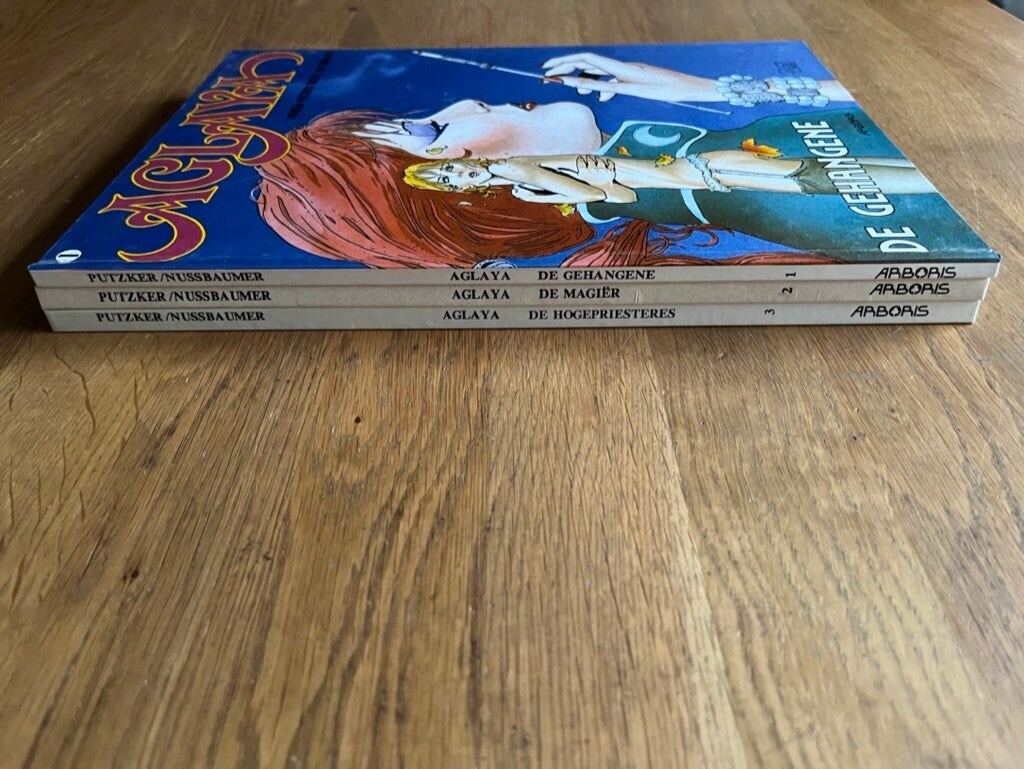 AGLAYA
DE GEHANGENE
1
PUTZKER/NUSSBAUMER AGLAYA DE GEHANGENE 1 ARBORIS
PUTZKER/NUSSBAUMER AGLAYA DE MAGIËR 2 ARBORIS
PUTZKER/NUSSBAUMER AGLAYA DE HOGEPRIESTERES 3 ARBORIS